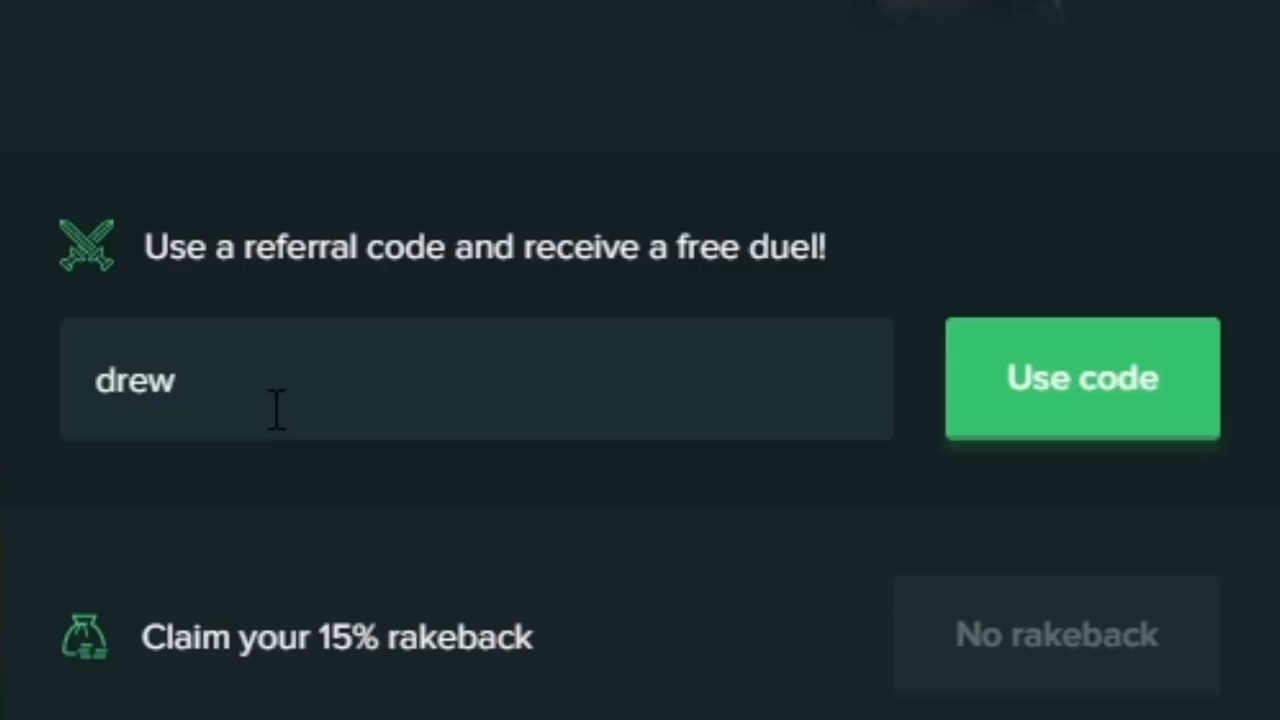 Use a referral code and receive a free duel!
drew
Use code
Claim your 15% rakeback
No rakeback